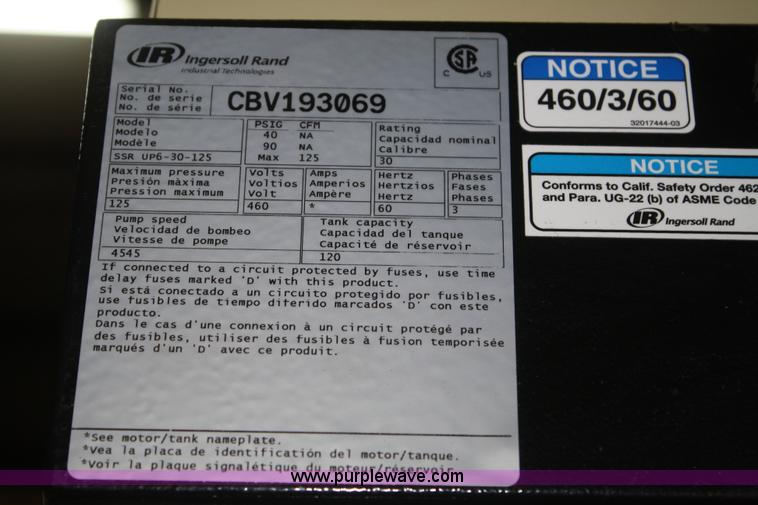 IR Ingersoll Rand
Industrial Technologies
CSA
C US
Serial No.
No. de serie
No. de série
CBV193069
Model
Modelo
Modèle
SSR UP6-30-125
PSIG CFM
40 NA
90 NA
Max 125
Rating
Capacidad nominal
Calibre
30
Maximum pressure
Presión màxima
Pression maximum
125
Volts
Voltios
Volt
460
Amps
Amperios
Ampère
*
Hertz
Hertzios
Hertz
60
Phases
Fases
Phases
3
Pump speed
Velocidad de bombeo
Vitesse de pompe
4545
Tank capacity
Capacidad del tanque
Capacité de réservoir
120
If connected to a circuit protected by fuses, use time
delay fuses marked 'D' with this product.
Si está conectado a un circuito protegido por fusibles,
use fusibles de tiempo diferido marcados 'D' con este
producto.
Dans le cas d'une connexion à un circuit protégé par
des fusibles, utiliser des fusibles à fusion temporisée
marqués d'un 'D' avec ce produit.
*See motor/tank nameplate.
*Vea la placa de identificatión del motor/tanque.
*Voir la plaque signalétique du moteur/réservoir.
NOTICE
460/3/60
32017444-03
NOTICE
Conforms to Calif. Safety Order 462
and Para. UG-22 (b) of ASME Code
IR Ingersoll Rand
www.purplewave.com